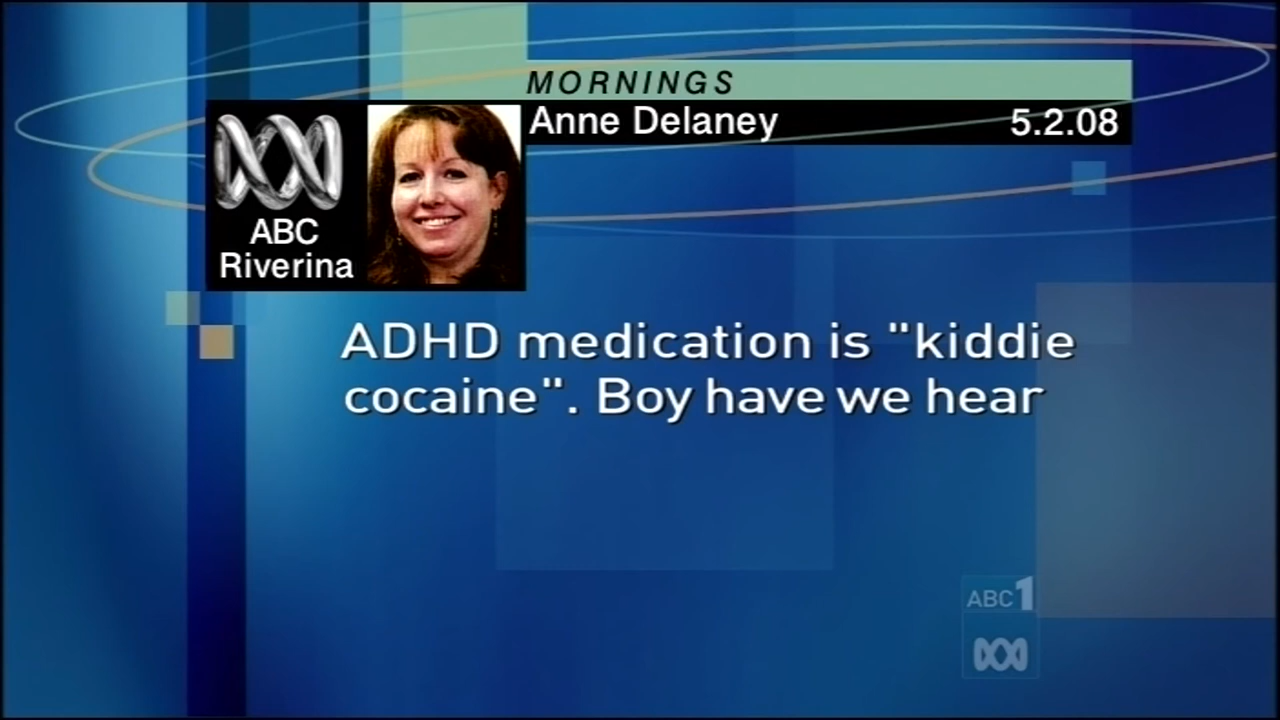 MORNINGS
Anne Delaney 5.2.08
ABC
Riverina
ADHD medication is "kiddie
cocaine". Boy have we hear
ABC1